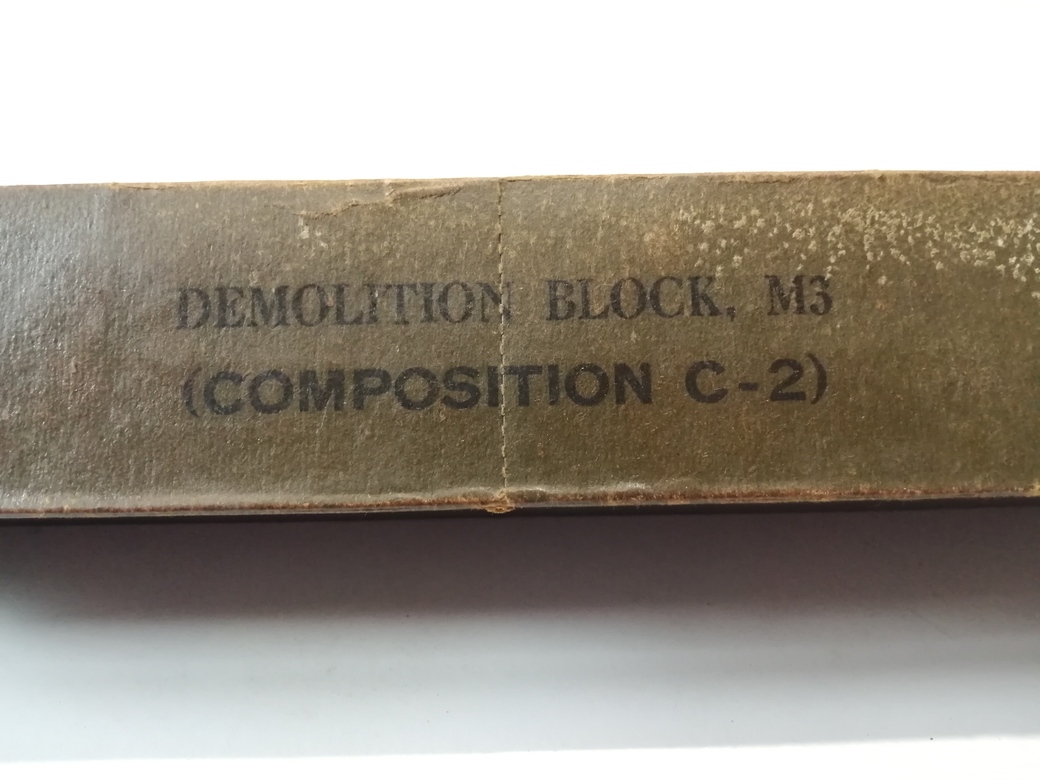 DEMOLITION BLOCK, M3
(COMPOSITION C-2)